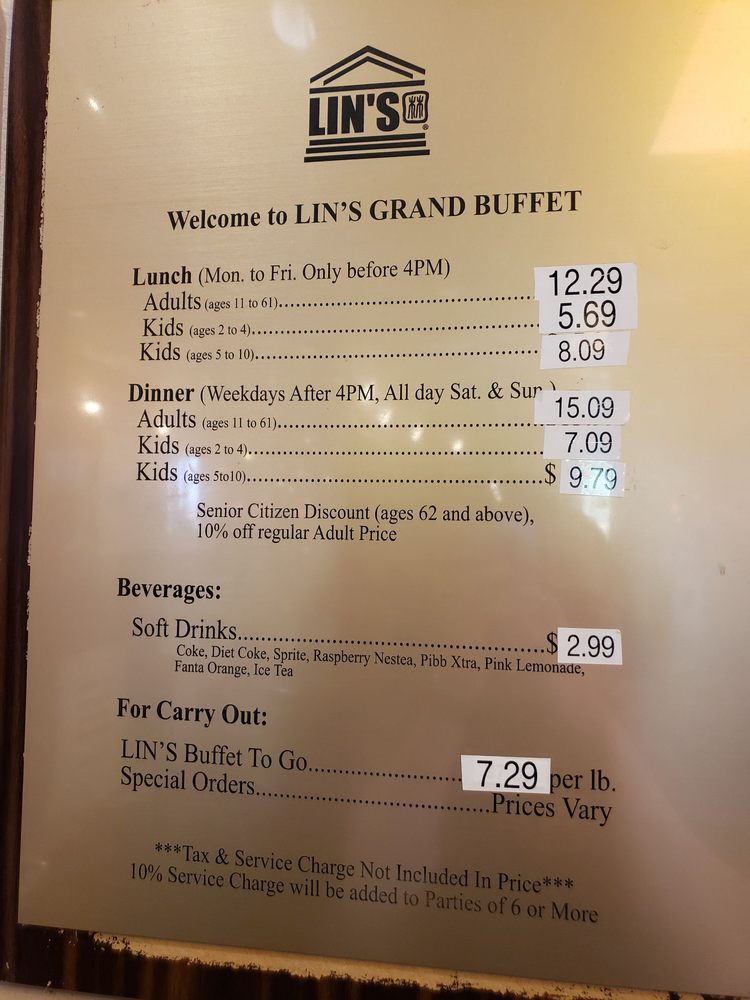 LIN'S 林 ®
Welcome to LIN'S GRAND BUFFET
Lunch (Mon. to Fri. Only before 4PM)
Adults (ages 11 to 61)........................................ 12.29
Kids (ages 2 to 4)........................................ 5.69
Kids (ages 5 to 10)........................................ 8.09
Dinner (Weekdays After 4PM, All day Sat. & Sun.)
Adults (ages 11 to 61)........................................ 15.09
Kids (ages 2 to 4)........................................ 7.09
Kids (ages 5to10)........................................$ 9.79
Senior Citizen Discount (ages 62 and above),
10% off regular Adult Price
Beverages:
Soft Drinks........................................$ 2.99
Coke, Diet Coke, Sprite, Raspberry Nestea, Pibb Xtra, Pink Lemonade,
Fanta Orange, Ice Tea
For Carry Out:
LIN'S Buffet To Go........................ 7.29 per lb.
Special Orders........................................Prices Vary
***Tax & Service Charge Not Included In Price***
10% Service Charge will be added to Parties of 6 or More